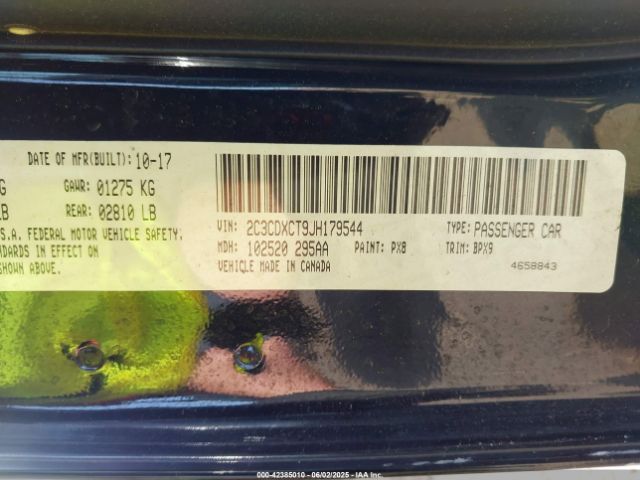 DATE OF MFR(BUILT): 10-17
G GAWR: 01275 KG
LB REAR: 02810 LB
S.A. FEDERAL MOTOR VEHICLE SAFETY.
NDARDS IN EFFECT ON
SHOWN ABOVE.
VIN: 2C3CDXCT9JH179544 TYPE: PASSENGER CAR
MDH: 102520 295AA PAINT: PX8 TRIM: BPX9
VEHICLE MADE IN CANADA 4658843
000-42385010 - 06/02/2025 - IAA Inc.